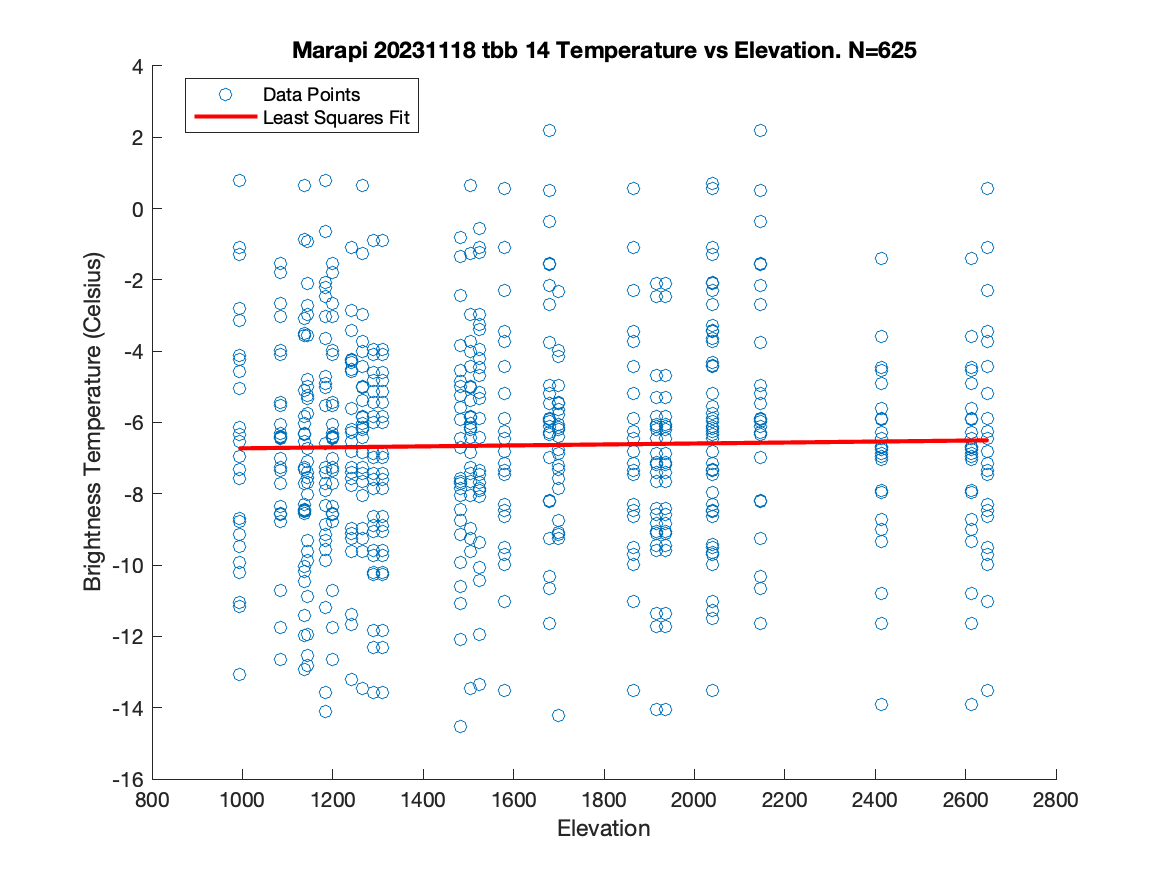 Marapi 20231118 tbb 14 Temperature vs Elevation. N=625
Data Points
Least Squares Fit
4
2
0
-2
-4
-6
-8
-10
-12
-14
-16
Brightness Temperature (Celsius)
800 1000 1200 1400 1600 1800 2000 2200 2400 2600 2800
Elevation